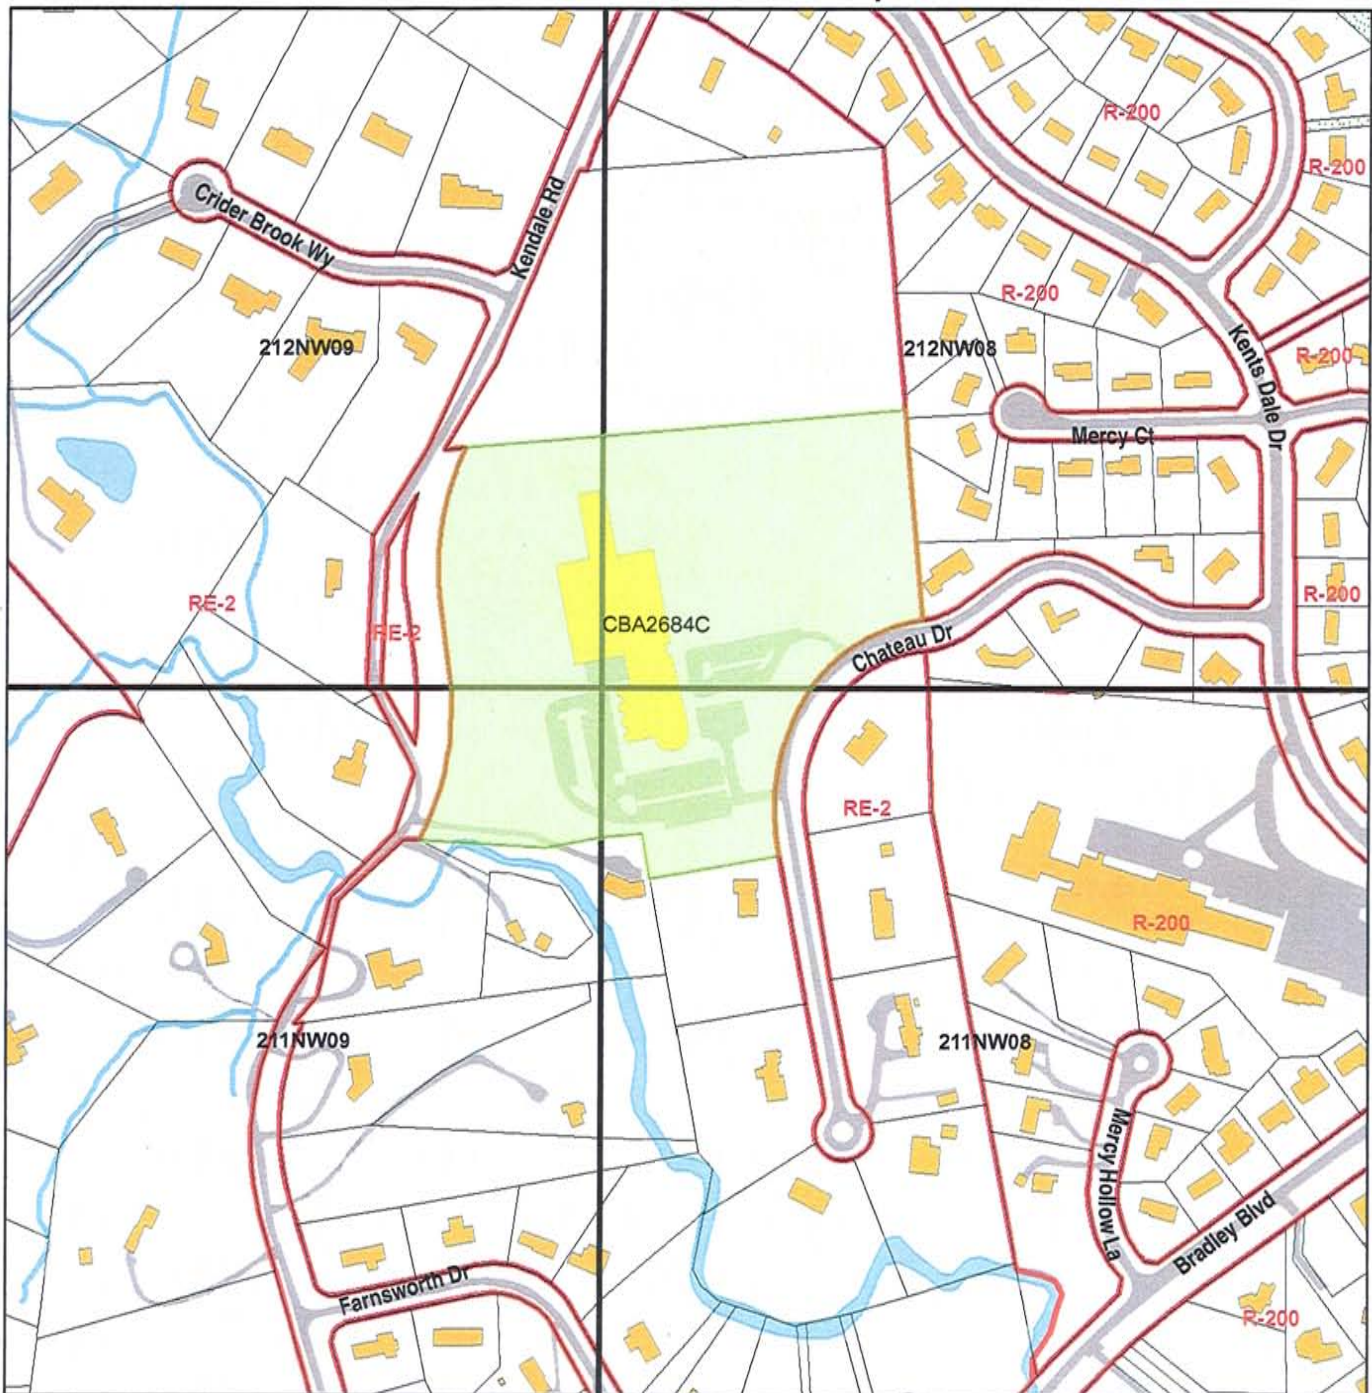 R-200
R-200
Crider Brook Wy
Kendale Rd
R-200
212NW09
212NW08
Kents Dale Dr
R-200
Mercy Ct
RE-2
RE-2
CBA2684C
R-200
Chateau Dr
RE-2
R-200
211NW09
211NW08
Mercy Hollow La
Bradley Blvd
Farnsworth Dr
R-200